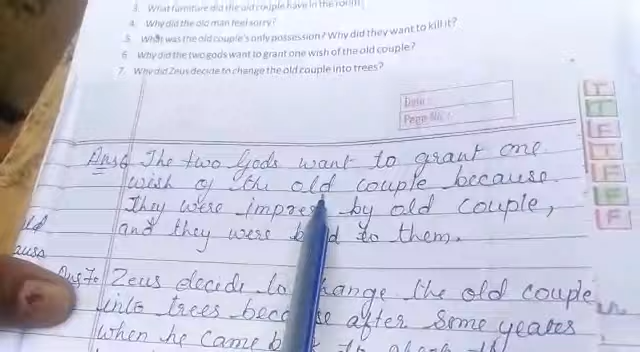 3. What furniture did the old couple have in the room?
4. Why did the old man feel sorry?
5. What was the old couple's only possession? Why did they want to kill it?
6. Why did the two gods want to grant one wish of the old couple?
7. Why did Zeus decide to change the old couple into trees?
Date :
Page No. :
T
T
F
T
F
F
F
Ans6 The two Gods want to grant one
wish of the old couple because
they were impres by old couple,
and they were to them.
Ans7 Zeus decide to change the old couple
into trees after some yeares
when he came